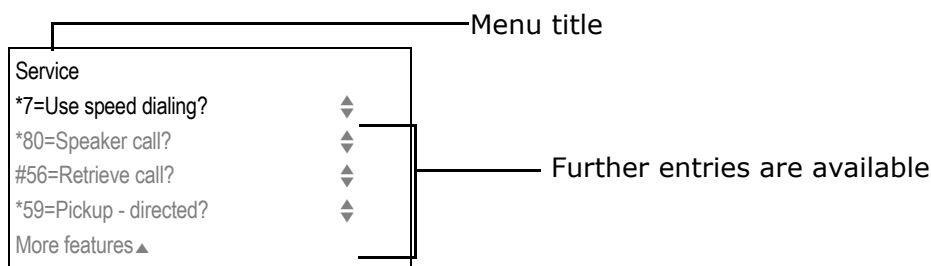 Menu title
Service
*7=Use speed dialing?
*80=Speaker call?
#56=Retrieve call?
*59=Pickup - directed?
More features
Further entries are available